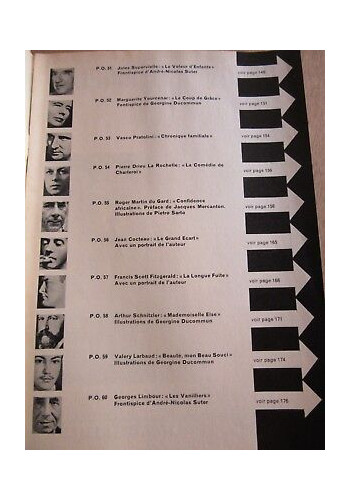 P.O. 51 Jules Supervielle: « Le Voleur d'Enfants »
Frontispice d'André-Nicolas Suter
voir page 149
P.O. 52 Marguerite Yourcenar: « Le Coup de Grâce »
Frontispice de Georgine Ducommun
voir page 151
P.O. 53 Vasco Pratolini: « Chronique familiale »
voir page 154
P.O. 54 Pierre Drieu La Rochelle: « La Comédie de
Charleroi »
voir page 156
P.O. 55 Roger Martin du Gard: « Confidence
africaine ». Préface de Jacques Mercanton.
Illustrations de Pietro Sarto
voir page 158
P.O. 56 Jean Cocteau: « Le Grand Ecart »
Avec un portrait de l'auteur
voir page 165
P.O. 57 Francis Scott Fitzgerald: « La Longue Fuite »
Avec un portrait de l'auteur
voir page 166
P.O. 58 Arthur Schnitzler: « Mademoiselle Else »
Illustrations de Georgine Ducommun
voir page 171
P.O. 59 Valery Larbaud: « Beauté, mon Beau Souci »
Illustrations de Georgine Ducommun
voir page 174
P.O. 60 Georges Limbour: « Les Vanilliers »
Frontispice d'André-Nicolas Suter
voir page 176